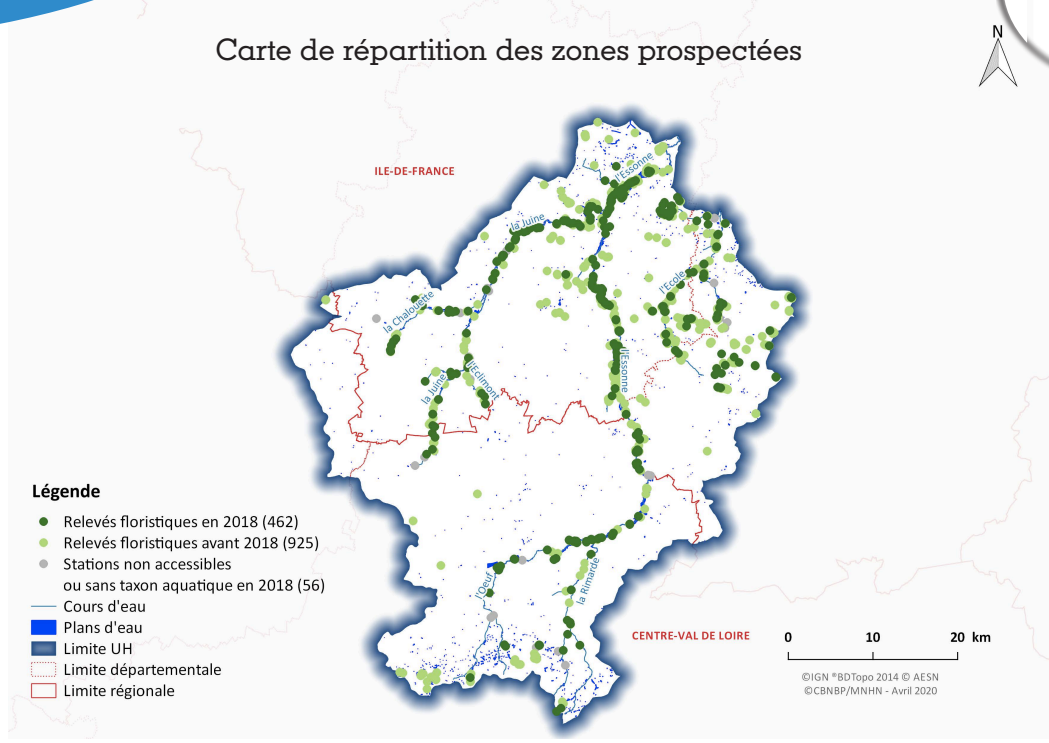 Carte de répartition des zones prospectées
N
ILE-DE-FRANCE
l'Essonne
la Juine
l'Ecole
la Chalouette
l'Eclimont
la Juine
l'Essonne
Légende
Relevés floristiques en 2018 (462)
Relevés floristiques avant 2018 (925)
Stations non accessibles
ou sans taxon aquatique en 2018 (56)
Cours d'eau
Plans d'eau
Limite UH
Limite départementale
Limite régionale
l'Oeuf
la Rimarde
CENTRE-VAL DE LOIRE
0 10 20 km
©IGN ®BDTopo 2014 © AESN
©CBNBP/MNHN - Avril 2020